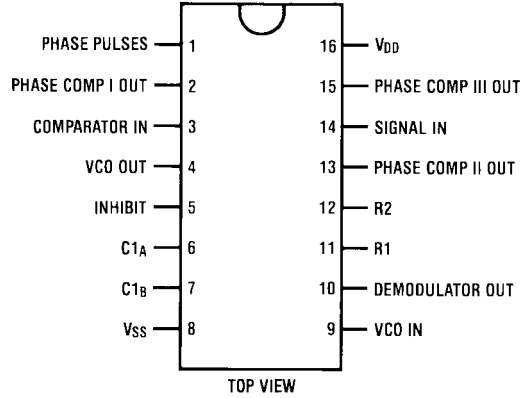 PHASE PULSES 1 16 VDD
PHASE COMP I OUT 2 15 PHASE COMP III OUT
COMPARATOR IN 3 14 SIGNAL IN
VCO OUT 4 13 PHASE COMP II OUT
INHIBIT 5 12 R2
C1A 6 11 R1
C1B 7 10 DEMODULATOR OUT
VSS 8 9 VCO IN
TOP VIEW